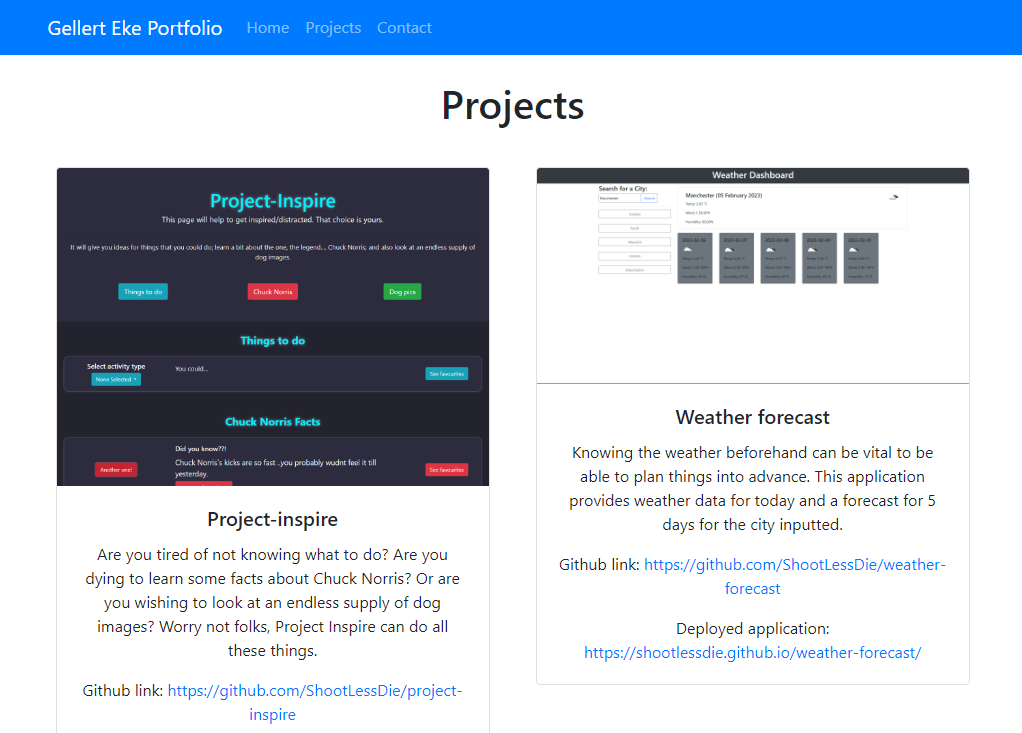 Gellert Eke Portfolio Home Projects Contact
Projects
Project-Inspire
This page will help to get inspired/distracted. That choice is yours.
It will give you ideas for things that you could do; learn a bit about the one, the legend.... Chuck Norris; and also look at an endless supply of
dog images.
Things to do Chuck Norris Dog pics
Things to do
Select activity type
None Selected
You could...
See favourites
Chuck Norris Facts
Did you know??!
Chuck Norris's kicks are so fast ..you probably wudnt feel it till
yesterday.
Another one!
See favourites
Project-inspire
Are you tired of not knowing what to do? Are you
dying to learn some facts about Chuck Norris? Or are
you wishing to look at an endless supply of dog
images? Worry not folks, Project Inspire can do all
these things.
Github link: https://github.com/ShootLessDie/project-
inspire
Weather Dashboard
Search for a City:
Manchester Search
Manchester (05 February 2023)
Weather forecast
Knowing the weather beforehand can be vital to be
able to plan things into advance. This application
provides weather data for today and a forecast for 5
days for the city inputted.
Github link: https://github.com/ShootLessDie/weather-
forecast
Deployed application:
https://shootlessdie.github.io/weather-forecast/